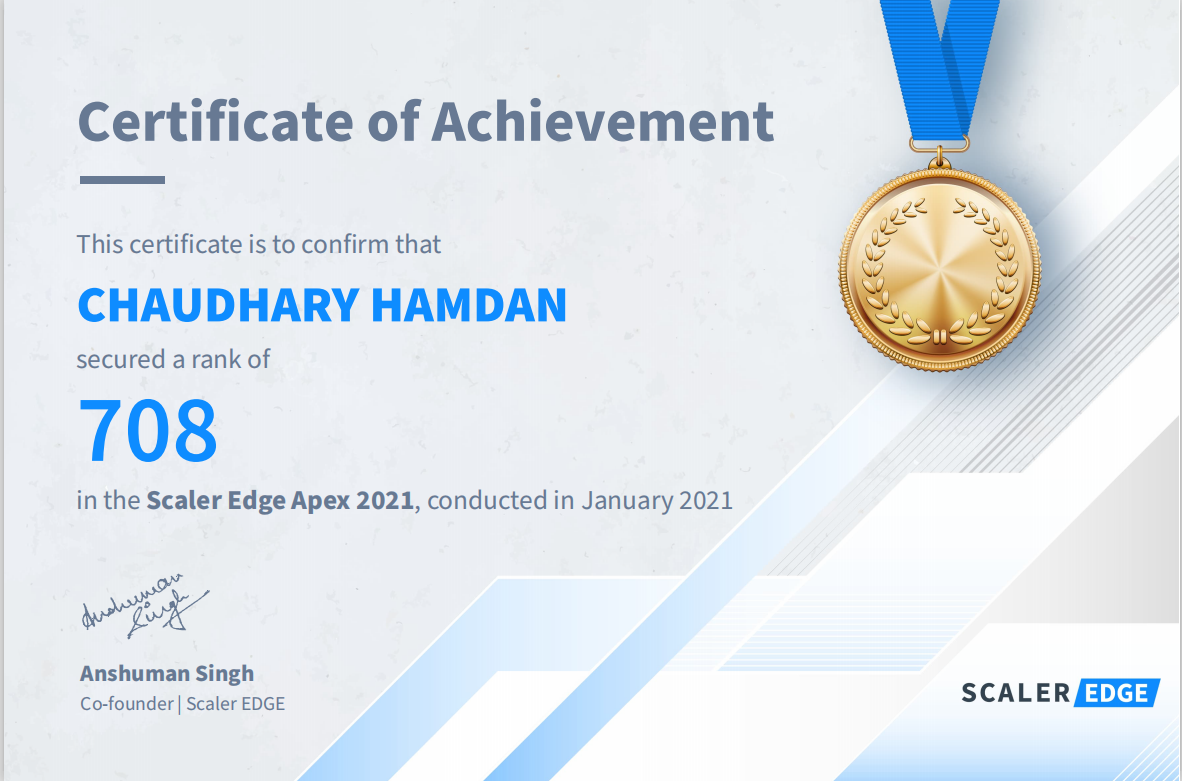 Certificate of Achievement
This certificate is to confirm that
CHAUDHARY HAMDAN
secured a rank of
708
in the Scaler Edge Apex 2021, conducted in January 2021
Anshuman
Singh
Anshuman Singh
Co-founder | Scaler EDGE
SCALER EDGE